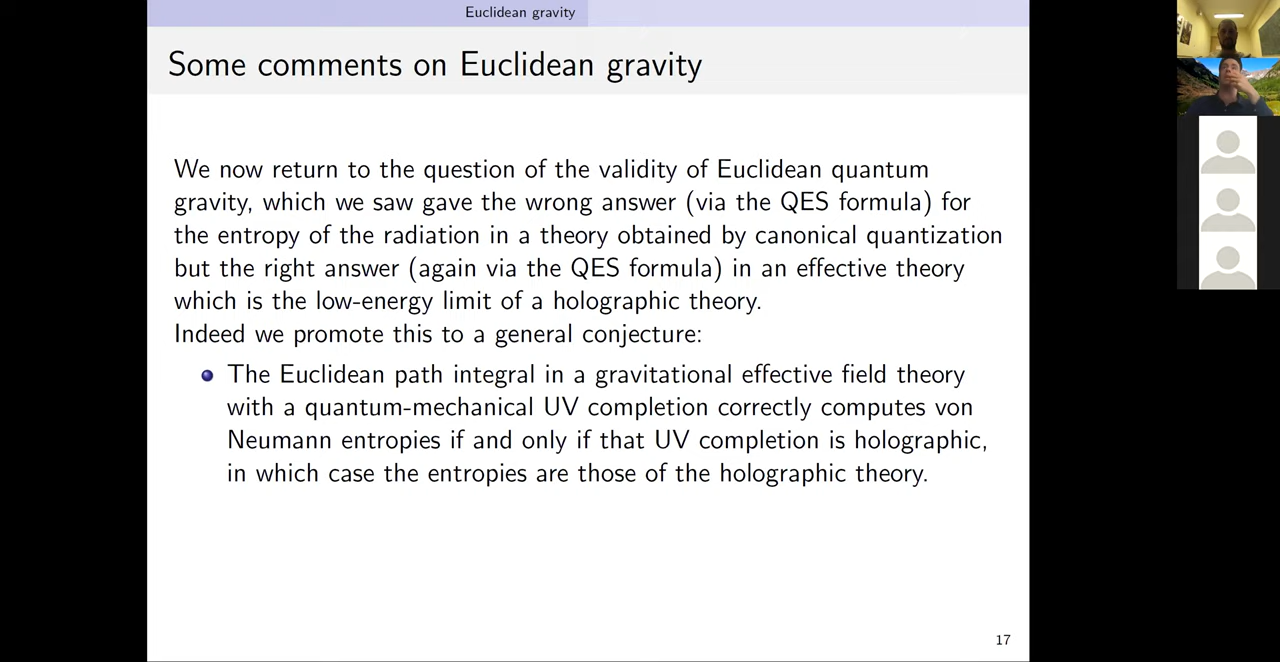 Euclidean gravity
Some comments on Euclidean gravity
We now return to the question of the validity of Euclidean quantum
gravity, which we saw gave the wrong answer (via the QES formula) for
the entropy of the radiation in a theory obtained by canonical quantization
but the right answer (again via the QES formula) in an effective theory
which is the low-energy limit of a holographic theory.
Indeed we promote this to a general conjecture:
The Euclidean path integral in a gravitational effective field theory
with a quantum-mechanical UV completion correctly computes von
Neumann entropies if and only if that UV completion is holographic,
in which case the entropies are those of the holographic theory.
17